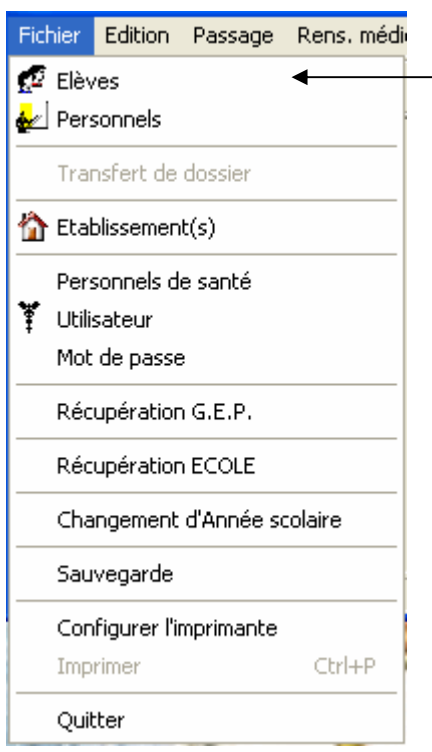 Fichier Edition Passage Rens. médi
Elèves
Personnels
Transfert de dossier
Etablissement(s)
Personnels de santé
Utilisateur
Mot de passe
Récupération G.E.P.
Récupération ECOLE
Changement d'Année scolaire
Sauvegarde
Configurer l'imprimante
Imprimer Ctrl+P
Quitter